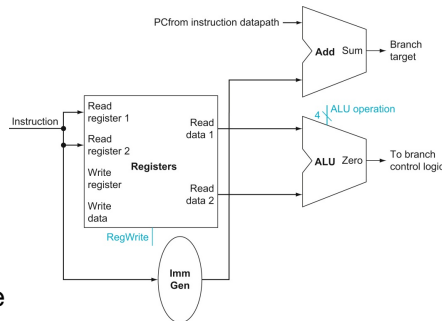 PCfrom instruction datapath
Add Sum
Branch
target
Instruction
Read
register 1
Read
register 2
Write
register
Write
data
Registers
Read
data 1
Read
data 2
RegWrite
4
ALU operation
ALU Zero
To branch
control logic
Imm
Gen
e